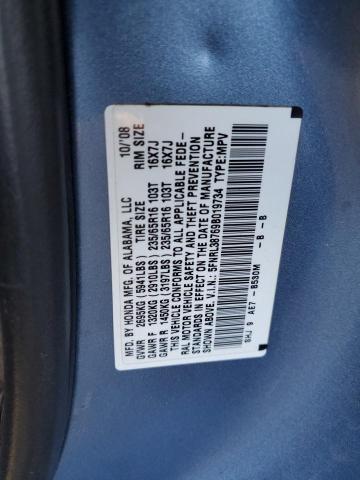 MFD. BY HONDA MFG. OF ALABAMA, LLC 10/'08
GVWR 2695KG (5941LBS) TIRE SIZE RIM SIZE
GAWR F 1320KG (2910LBS) 235/65R16 103T 16X7J
GAWR R 1450KG (3197LBS) 235/65R16 103T 16X7J
THIS VEHICLE CONFORMS TO ALL APPLICABLE FEDE-
RAL MOTOR VEHICLE SAFETY AND THEFT PREVENTION
STANDARDS IN EFFECT ON THE DATE OF MANUFACTURE
SHOWN ABOVE. V.I.N.: 5FNRL38769B019734 TYPE:MPV
SHJ 9 AE7 - B530M - B - B